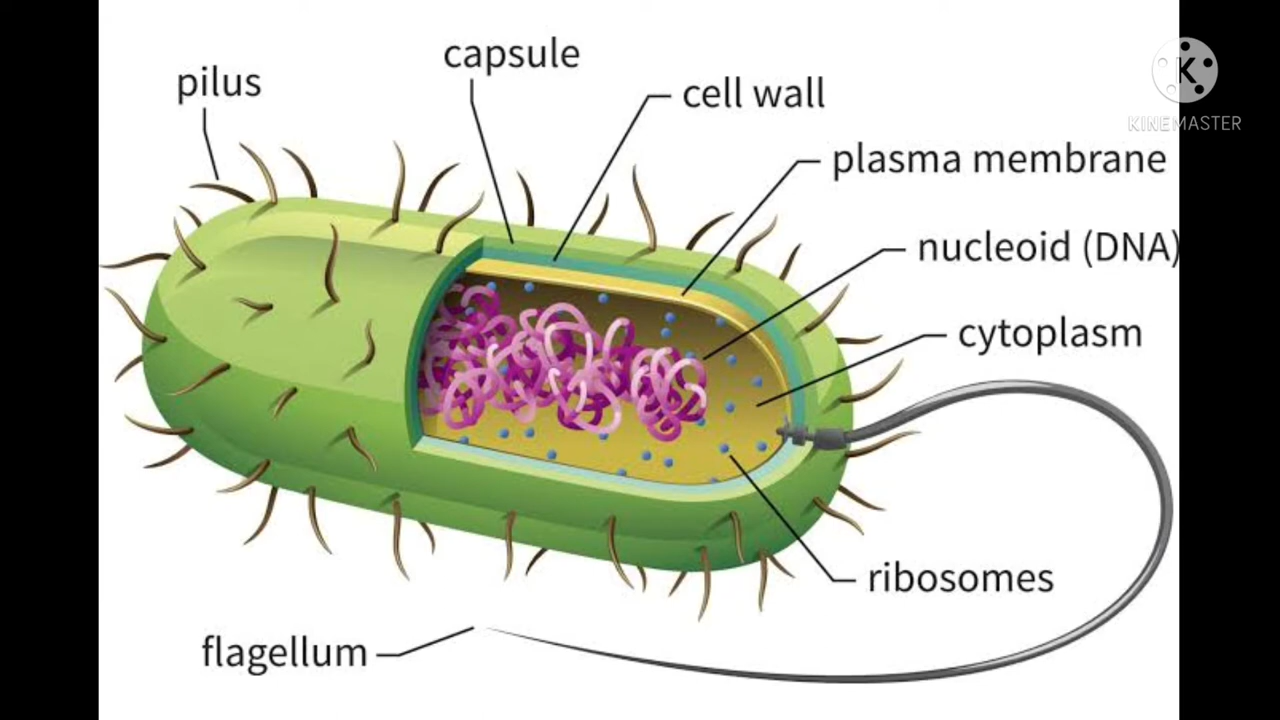 capsule
pilus
cell wall
K
KINEMASTER
plasma membrane
nucleoid (DNA)
cytoplasm
ribosomes
flagellum